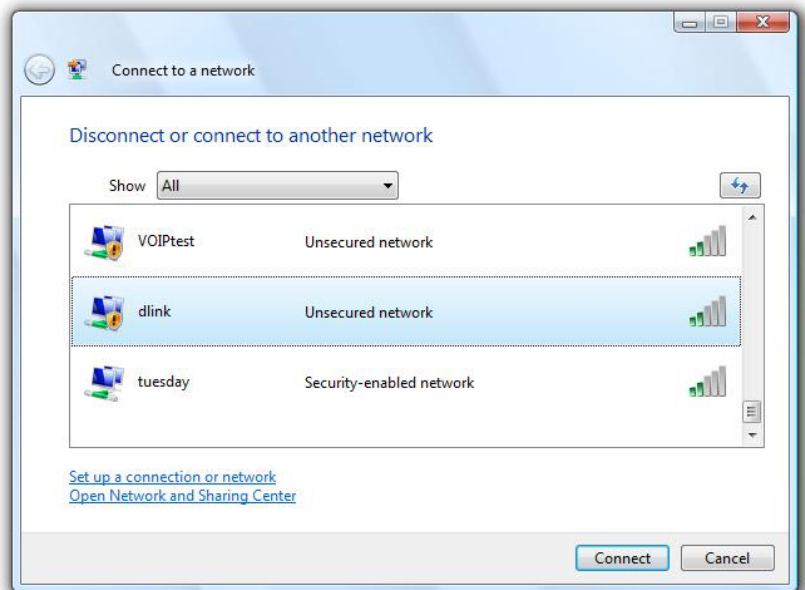 Connect to a network
Disconnect or connect to another network
Show All
VOIPtest Unsecured network
dlink Unsecured network
tuesday Security-enabled network
Set up a connection or network
Open Network and Sharing Center
Connect Cancel